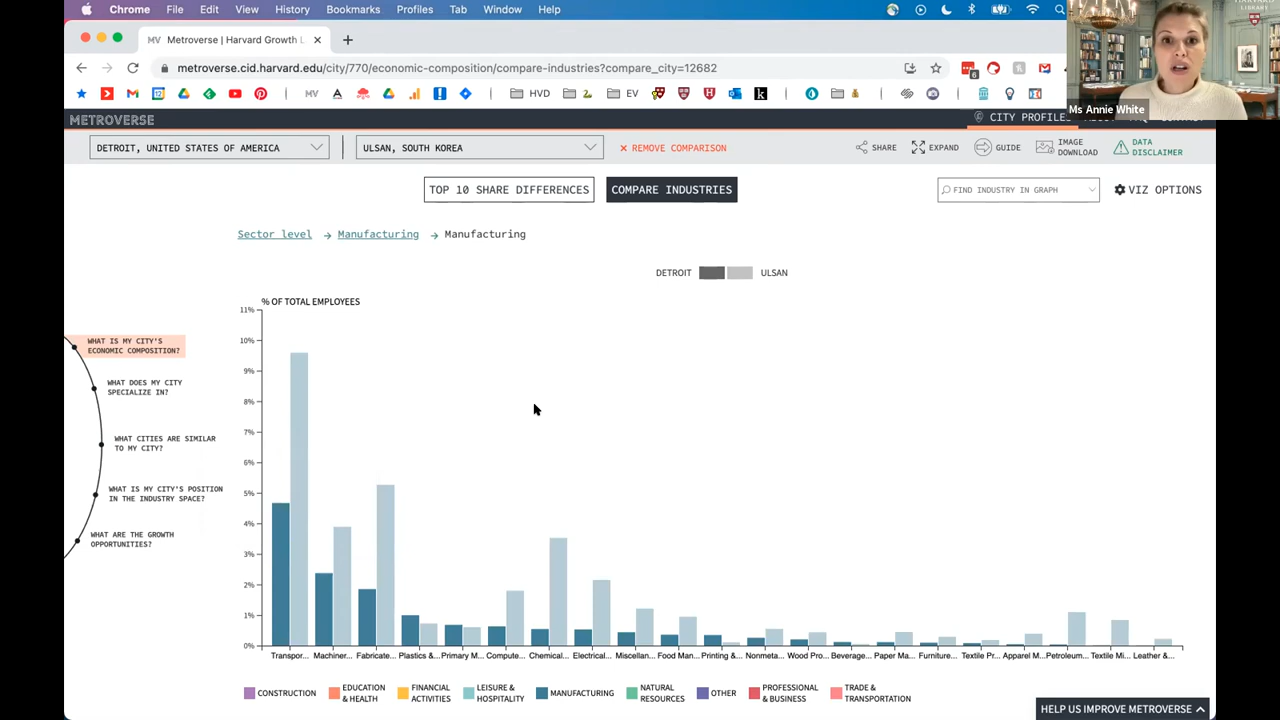 Chrome File Edit View History Bookmarks Profiles Tab Window Help
MV Metroverse | Harvard Growth L
metroverse.cid.harvard.edu/city/770/economic-composition/compare-industries?compare_city=12682
MV HVD EV
Ms Annie White
METROVERSE CITY PROFILES
DETROIT, UNITED STATES OF AMERICA ULSAN, SOUTH KOREA REMOVE COMPARISON SHARE EXPAND GUIDE IMAGE DOWNLOAD DATA DISCLAIMER
TOP 10 SHARE DIFFERENCES COMPARE INDUSTRIES FIND INDUSTRY IN GRAPH VIZ OPTIONS
Sector level → Manufacturing → Manufacturing
DETROIT ULSAN
% OF TOTAL EMPLOYEES
11%
10%
9%
8%
7%
6%
5%
4%
3%
2%
1%
0%
WHAT IS MY CITY'S
ECONOMIC COMPOSITION?
WHAT DOES MY CITY
SPECIALIZE IN?
WHAT CITIES ARE SIMILAR
TO MY CITY?
WHAT IS MY CITY'S POSITION
IN THE INDUSTRY SPACE?
WHAT ARE THE GROWTH
OPPORTUNITIES?
Transpor... Machiner... Fabricate... Plastics &... Primary M... Compute... Chemical... Electrical... Miscellan... Food Man... Printing &... Nonmeta... Wood Pro... Beverage... Paper Ma... Furniture... Textile Pr... Apparel M... Petroleum... Textile Mi... Leather &...
CONSTRUCTION
EDUCATION
& HEALTH
FINANCIAL
ACTIVITIES
LEISURE &
HOSPITALITY
MANUFACTURING
NATURAL
RESOURCES
OTHER
PROFESSIONAL
& BUSINESS
TRADE &
TRANSPORTATION
HELP US IMPROVE METROVERSE